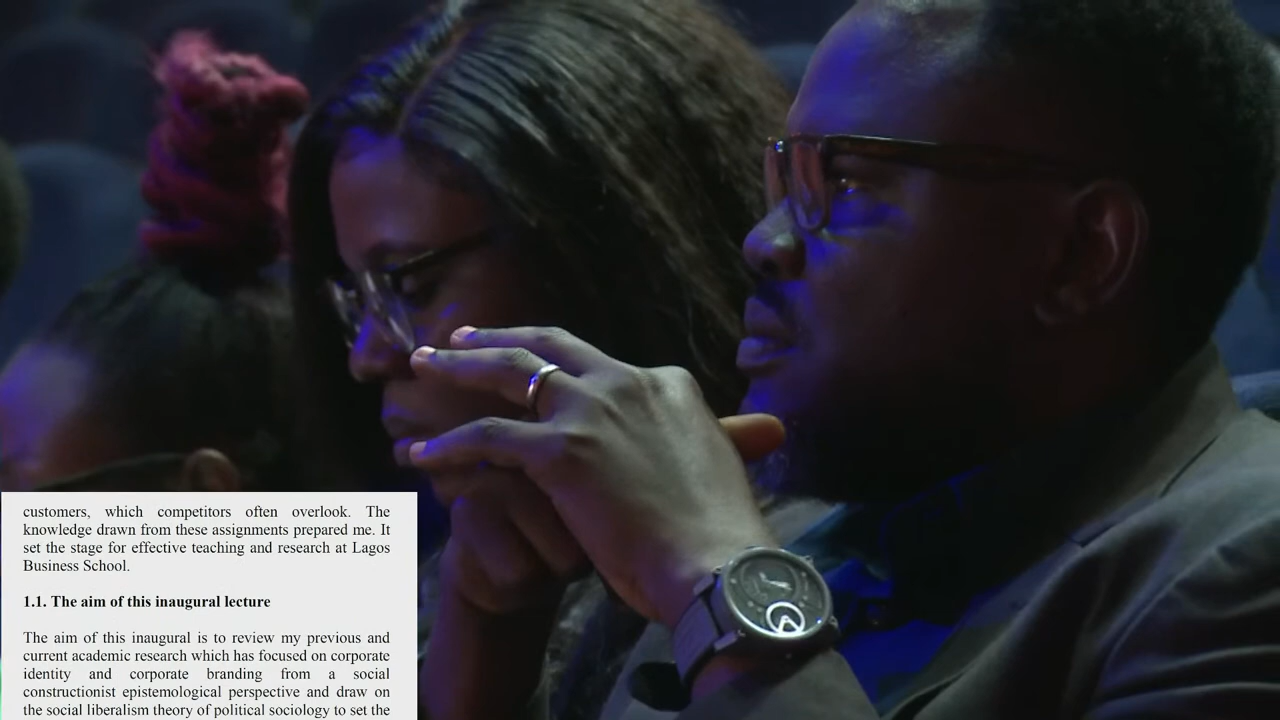 customers, which competitors often overlook. The
knowledge drawn from these assignments prepared me. It
set the stage for effective teaching and research at Lagos
Business School.
1.1. The aim of this inaugural lecture
The aim of this inaugural is to review my previous and
current academic research which has focused on corporate
identity and corporate branding from a social
constructionist epistemological perspective and draw on
the social liberalism theory of political sociology to set the